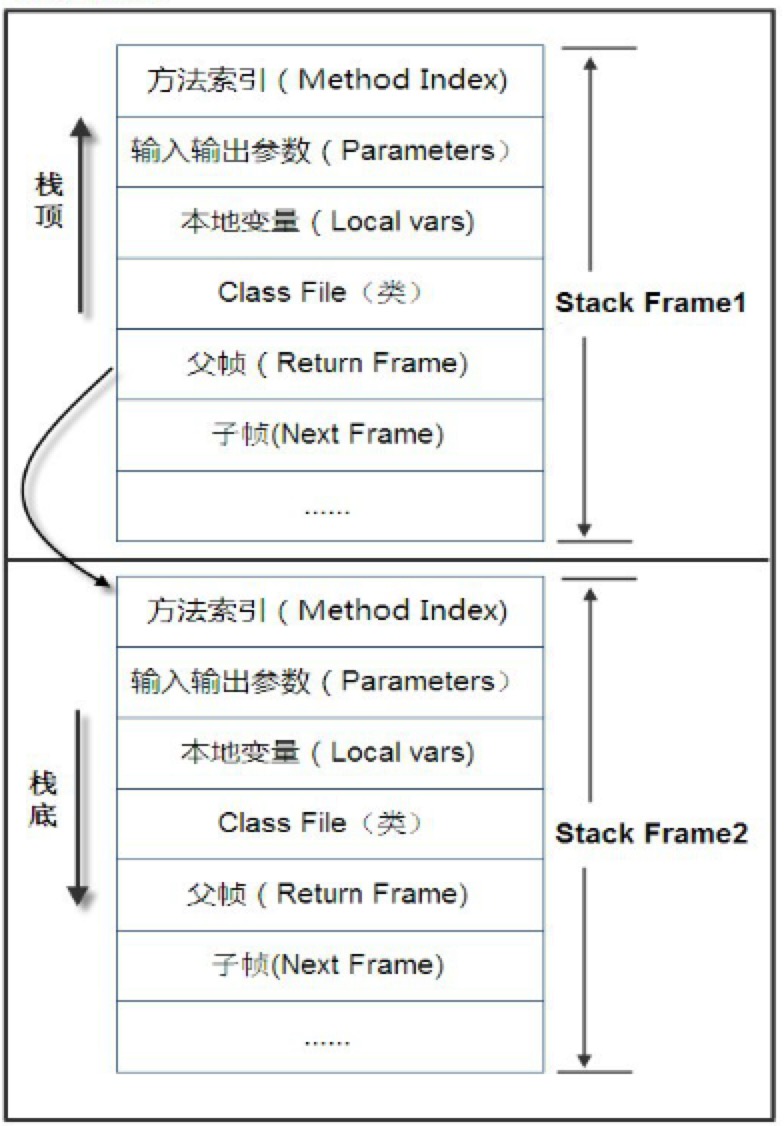 方法索引 ( Method Index)
输入输出参数 ( Parameters）
栈
顶
本地变量 ( Local vars)
Class File（类）
Stack Frame1
父帧 ( Return Frame)
子帧(Next Frame)
......
方法索引 ( Method Index)
输入输出参数 ( Parameters）
本地变量 ( Local vars)
栈
底
Class File（类）
Stack Frame2
父帧 ( Return Frame)
子帧(Next Frame)
......